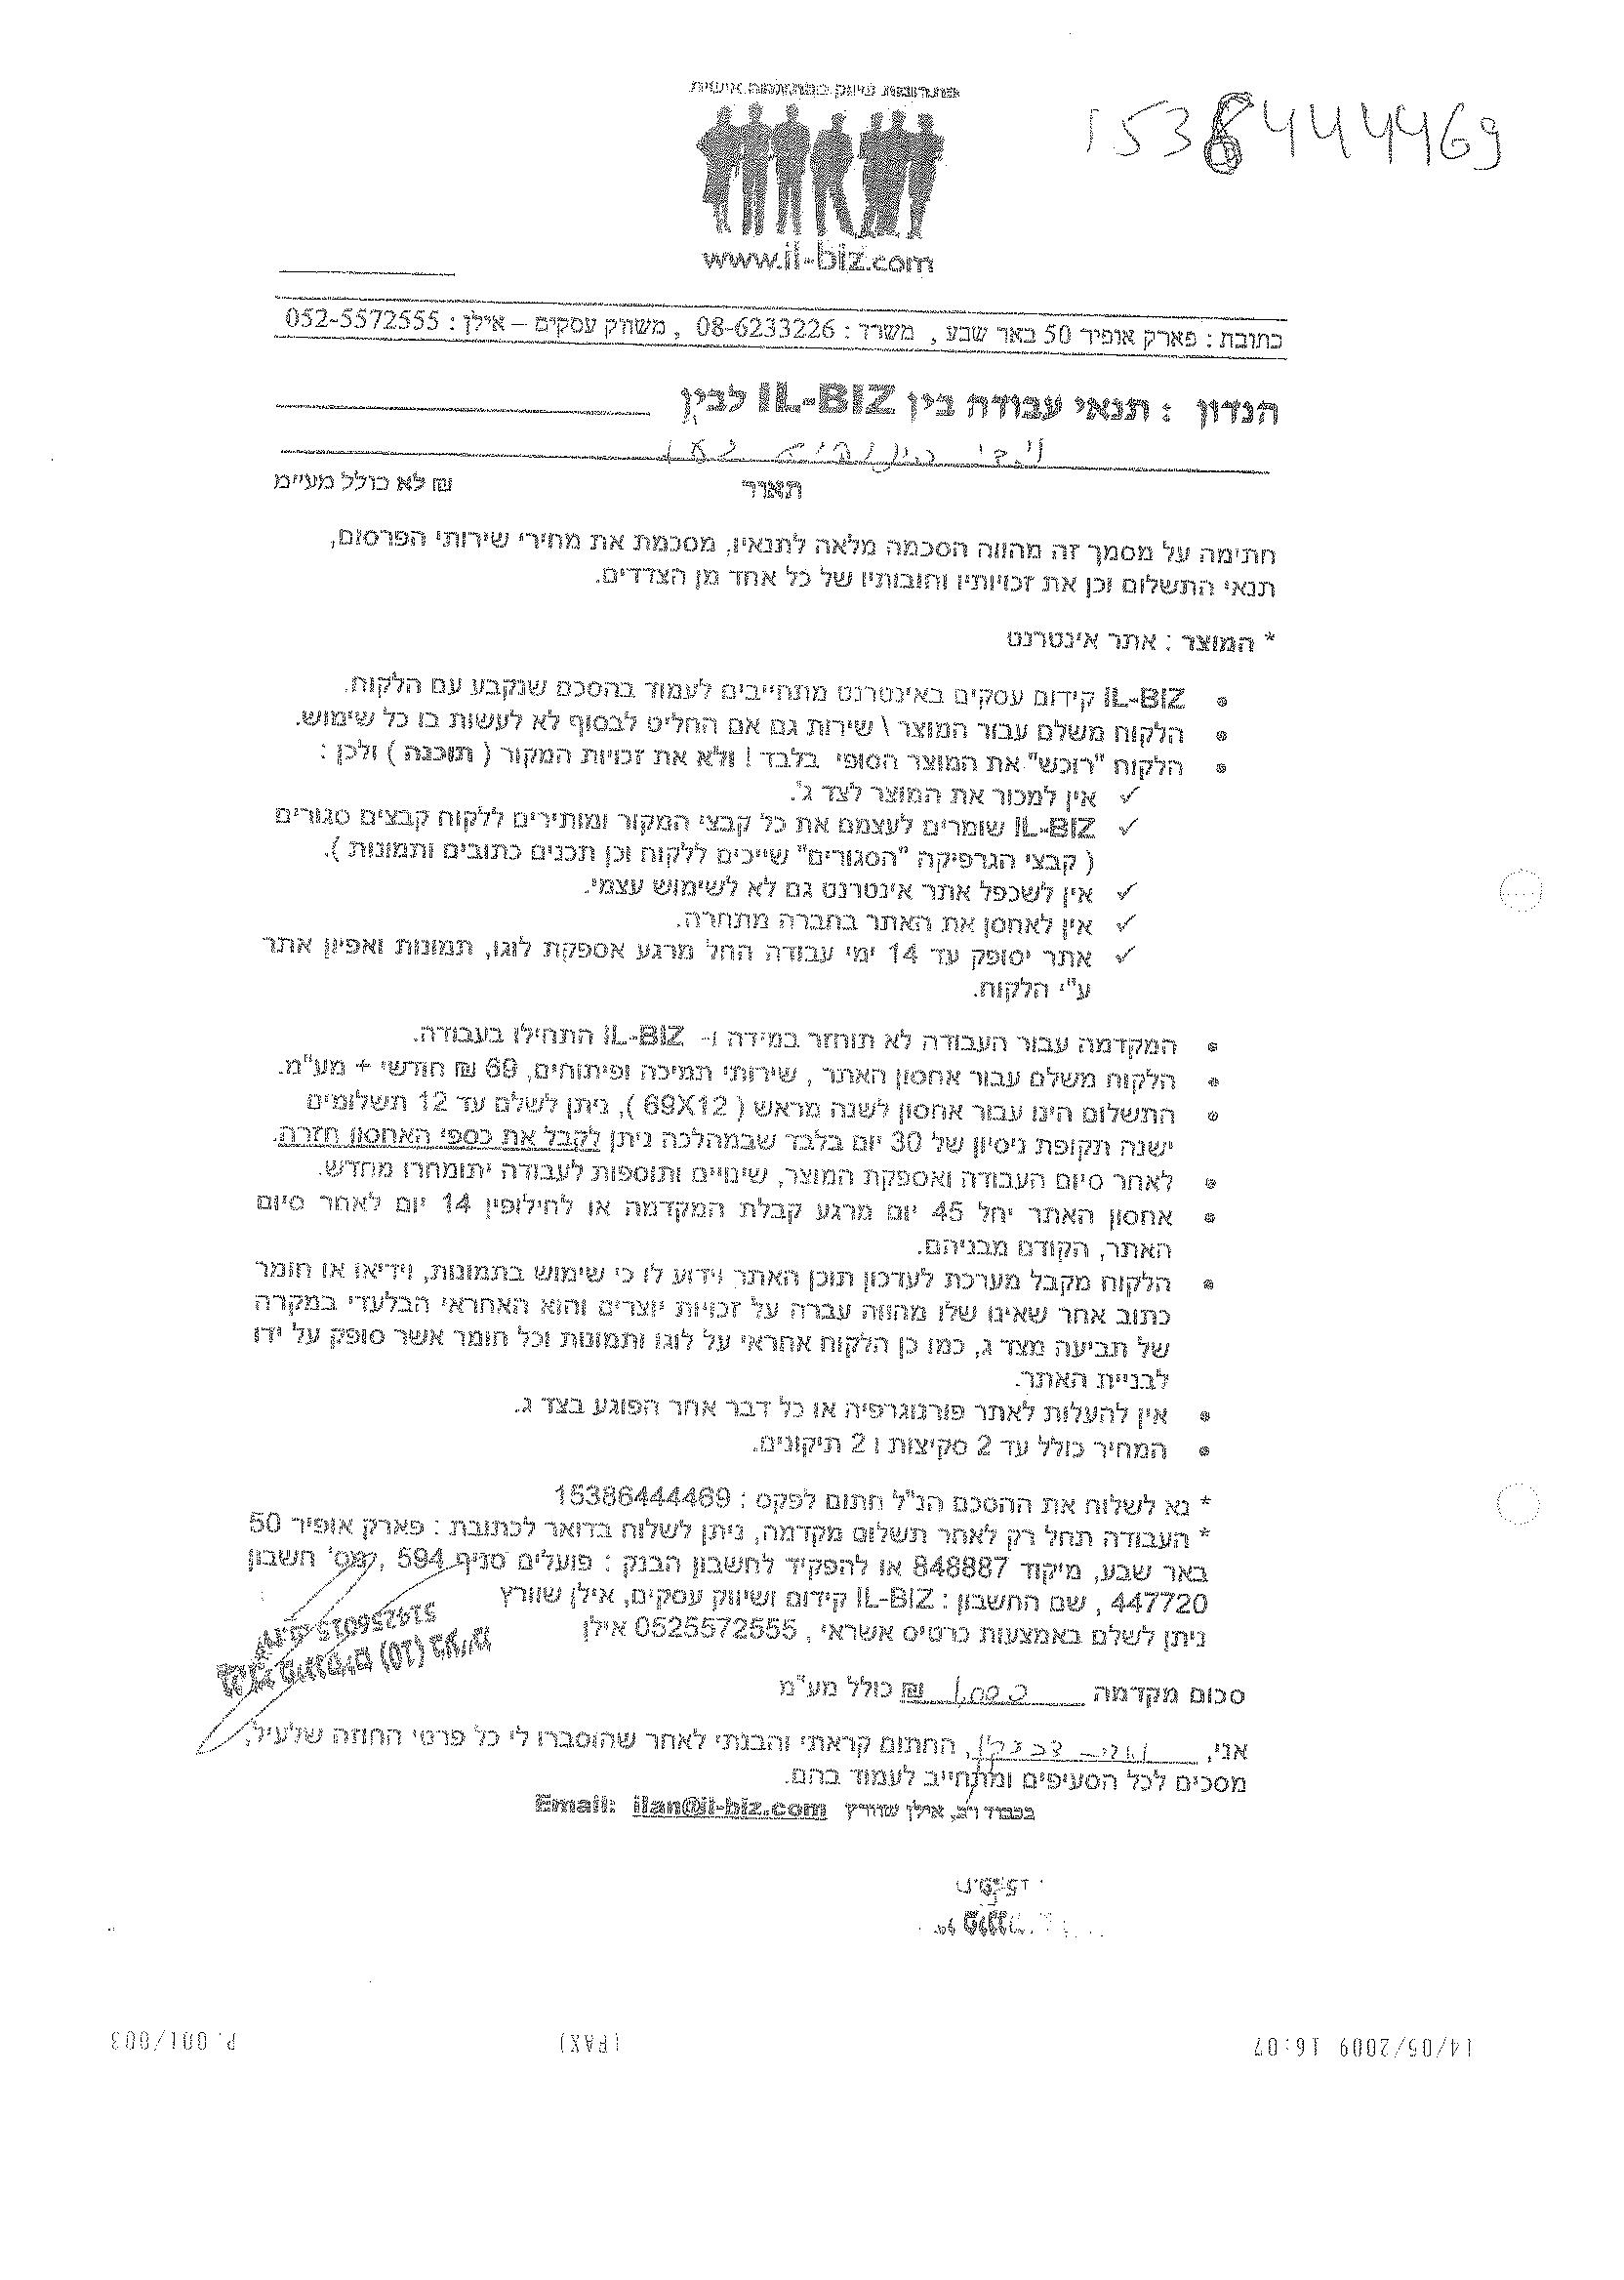 פתרונות שיווק בהתאמה אישית
15386444469
www.il-biz.com
כתובת : פארק אופיר 50 באר שבע , משרד : 08-6233226 , משווק עסקים – אילן : 052-5572555
הנדון : תנאי עבודה בין IL-BIZ לבין
תאור
₪ לא כולל מע״מ
חתימה על מסמך זה מהווה הסכמה מלאה לתנאיו, מסכמת את מחירי שירותי הפרסום,
תנאי התשלום וכן את זכויותיו וחובותיו של כל אחד מן הצדדים.
* המוצר : אתר אינטרנט
• IL-BIZ קידום עסקים באינטרנט מתחייבים לעמוד בהסכם שנקבע עם הלקוח.
• הלקוח משלם עבור המוצר / שירות גם אם החליט לבסוף לא לעשות בו כל שימוש.
• הלקוח "רוכש" את המוצר הסופי בלבד ! ולא את זכויות המקור ( תוכנה ) ולכן :
✓ אין למכור את המוצר לצד ג'.
✓ IL-BIZ שומרים לעצמם את כל קבצי המקור ומותירים ללקוח קבצים סגורים
( קבצי הגרפיקה "הסגורים" שייכים ללקוח וכן תכנים כתובים ותמונות ).
✓ אין לשכפל אתר אינטרנט גם לא לשימוש עצמי.
✓ אין לאחסן את האתר בחברה מתחרה.
✓ אתר יסופק עד 14 ימי עבודה החל מרגע אספקת לוגו, תמונות ואפיון אתר
ע"י הלקוח.
• המקדמה עבור העבודה לא תוחזר במידה ו- IL-BIZ התחילו בעבודה.
• הלקוח משלם עבור אחסון האתר , שירותי תמיכה ופיתוחים, 69 ₪ חודשי + מע"מ.
• התשלום הינו עבור אחסון לשנה מראש ( 69X12 ), ניתן לשלם עד 12 תשלומים
ישנה תקופת ניסיון של 30 יום בלבד שבמהלכה ניתן לקבל את כספי האחסון חזרה.
• לאחר סיום העבודה ואספקת המוצר, שינויים ותוספות לעבודה יתומחרו מחדש.
• אחסון האתר יחל 45 יום מרגע קבלת המקדמה או לחילופין 14 יום לאחר סיום
האתר, הקודם מבניהם.
• הלקוח מקבל מערכת לעדכון תוכן האתר וידוע לו כי שימוש בתמונות, וידיאו או חומר
כתוב אחר שאינו שלו מהווה עברה על זכויות יוצרים והוא האחראי הבלעדי במקרה
של תביעה מצד ג, כמו כן הלקוח אחראי על לוגו ותמונות וכל חומר אשר סופק על ידו
לבניית האתר.
• אין להעלות לאתר פורנוגרפיה או כל דבר אחר הפוגע בצד ג.
• המחיר כולל עד 2 סקיצות ו 2 תיקונים.
* נא לשלוח את ההסכם הנ"ל חתום לפקס : 15386444469
* העבודה תחל רק לאחר תשלום מקדמה, ניתן לשלוח בדואר לכתובת : פארק אופיר 50
באר שבע, מיקוד 848887 או להפקיד לחשבון הבנק : פועלים סניף 594 , מס' חשבון
447720 , שם החשבון : IL-BIZ קידום ושיווק עסקים, אילן שוורץ
ניתן לשלם באמצעות כרטיס אשראי , 0525572555 אילן
סכום מקדמה 1,000 ₪ כולל מע"מ
אני, החתום קראתי והבנתי לאחר שהוסברו לי כל פרטי החוזה שלעיל,
מסכים לכל הסעיפים ומתחייב לעמוד בהם.
בכבוד רב, אילן שוורץ Email: ilan@il-biz.com
14/05/2009 16:07 (FAX) P.001/003